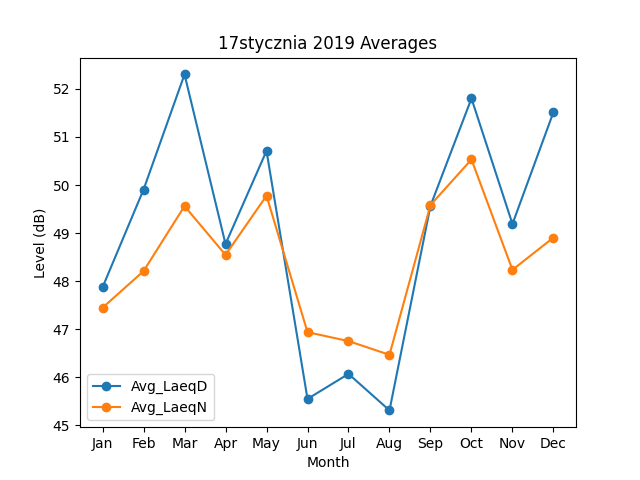 17stycznia 2019 Averages
Level (dB)
52
51
50
49
48
47
46
45
Avg_LaeqD
Avg_LaeqN
Jan Feb Mar Apr May Jun Jul Aug Sep Oct Nov Dec
Month